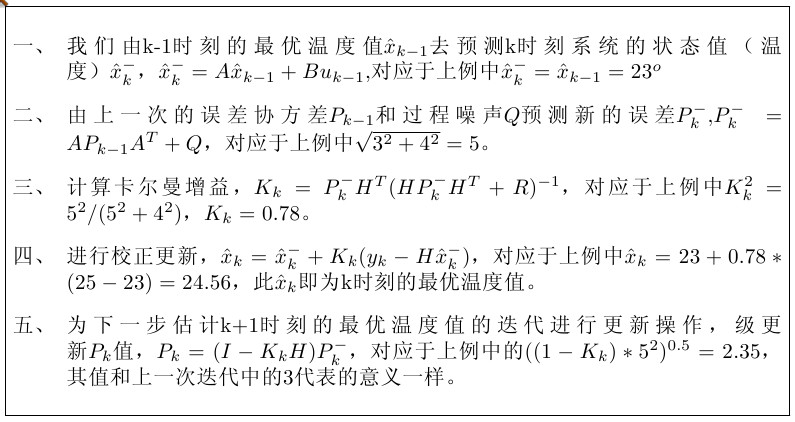 一、 我们由k-1时刻的最优温度值$\hat{x}_{k-1}$去预测k时刻系统的状态值（温
度）$\hat{x}_k^-$，$\hat{x}_k^- = A\hat{x}_{k-1} + Bu_{k-1}$,对应于上例中$\hat{x}_k^- = \hat{x}_{k-1} = 23^o$
二、 由上一次的误差协方差$P_{k-1}$和过程噪声$Q$预测新的误差$P_k^-$,$P_k^- =$
$AP_{k-1}A^T + Q$，对应于上例中$\sqrt{3^2 + 4^2} = 5$。
三、 计算卡尔曼增益，$K_k = P_k^- H^T (HP_k^- H^T + R)^{-1}$，对应于上例中$K_k^2 =$
$5^2/(5^2 + 4^2)$，$K_k = 0.78$。
四、 进行校正更新，$\hat{x}_k = \hat{x}_k^- + K_k(y_k - H\hat{x}_k^-)$，对应于上例中$\hat{x}_k = 23 + 0.78 *$
$(25 - 23) = 24.56$，此$\hat{x}_k$即为k时刻的最优温度值。
五、 为下一步估计k+1时刻的最优温度值的迭代进行更新操作，级更
新$P_k$值，$P_k = (I - K_kH)P_k^-$，对应于上例中的$((1 - K_k) * 5^2)^{0.5} = 2.35$，
其值和上一次迭代中的3代表的意义一样。